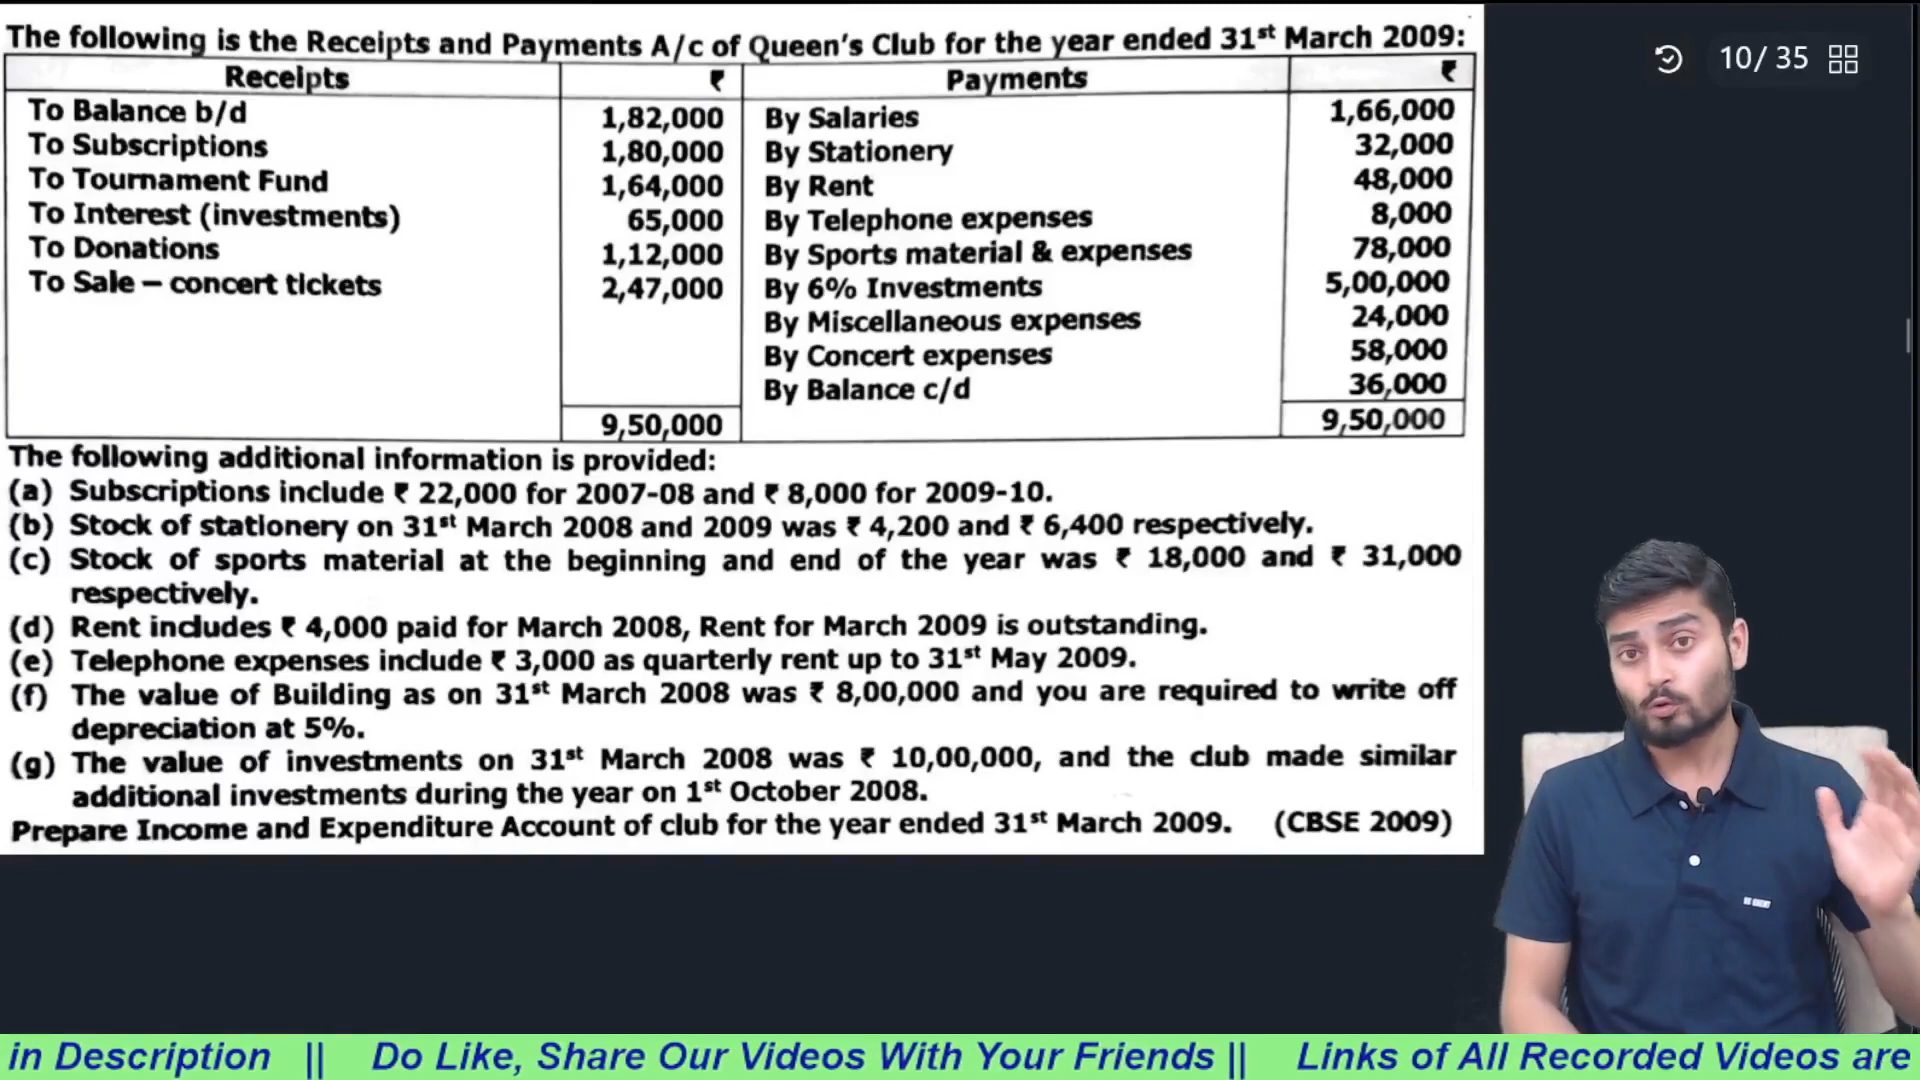 The following is the Receipts and Payments A/c of Queen's Club for the year ended 31st March 2009:
Receipts ₹ Payments ₹
To Balance b/d 1,82,000 By Salaries 1,66,000
To Subscriptions 1,80,000 By Stationery 32,000
To Tournament Fund 1,64,000 By Rent 48,000
To Interest (investments) 65,000 By Telephone expenses 8,000
To Donations 1,12,000 By Sports material & expenses 78,000
To Sale – concert tickets 2,47,000 By 6% Investments 5,00,000
By Miscellaneous expenses 24,000
By Concert expenses 58,000
By Balance c/d 36,000
9,50,000 9,50,000
The following additional information is provided:
(a) Subscriptions include ₹ 22,000 for 2007-08 and ₹ 8,000 for 2009-10.
(b) Stock of stationery on 31st March 2008 and 2009 was ₹ 4,200 and ₹ 6,400 respectively.
(c) Stock of sports material at the beginning and end of the year was ₹ 18,000 and ₹ 31,000
respectively.
(d) Rent includes ₹ 4,000 paid for March 2008, Rent for March 2009 is outstanding.
(e) Telephone expenses include ₹ 3,000 as quarterly rent up to 31st May 2009.
(f) The value of Building as on 31st March 2008 was ₹ 8,00,000 and you are required to write off
depreciation at 5%.
(g) The value of investments on 31st March 2008 was ₹ 10,00,000, and the club made similar
additional investments during the year on 1st October 2008.
Prepare Income and Expenditure Account of club for the year ended 31st March 2009. (CBSE 2009)
10/ 35
in Description || Do Like, Share Our Videos With Your Friends || Links of All Recorded Videos are